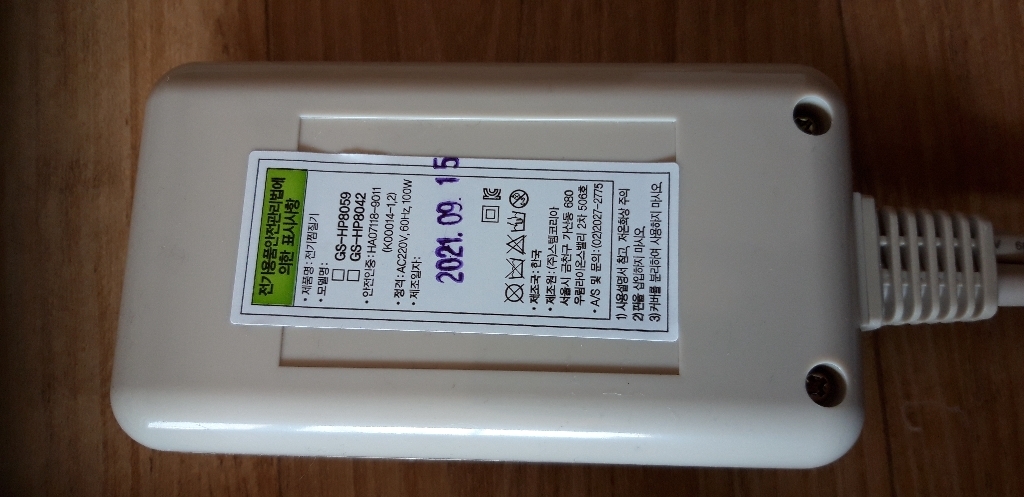 전기용품안전관리법에
의한 표시사항
• 제품명 : 전기찜질기
• 모델명 :
□ GS-HP8059
□ GS-HP8042
• 안전인증 : HA07118-9011
(K00014-1,2)
• 정격 : AC220V, 60Hz, 100W
• 제조일자:
2021. 09. 15
• 제조국 : 한국
• 제조원 : (주)스템코리아
서울시 금천구 가산동 680
우림라이온스밸리 2차 506호
• A/S 및 문의 : (02)2027-2775
1) 사용설명서 참고, 저온화상 주의
2) 핀을 삽입하지 마시오.
3) 커버를 분리하여 사용하지 마시오.